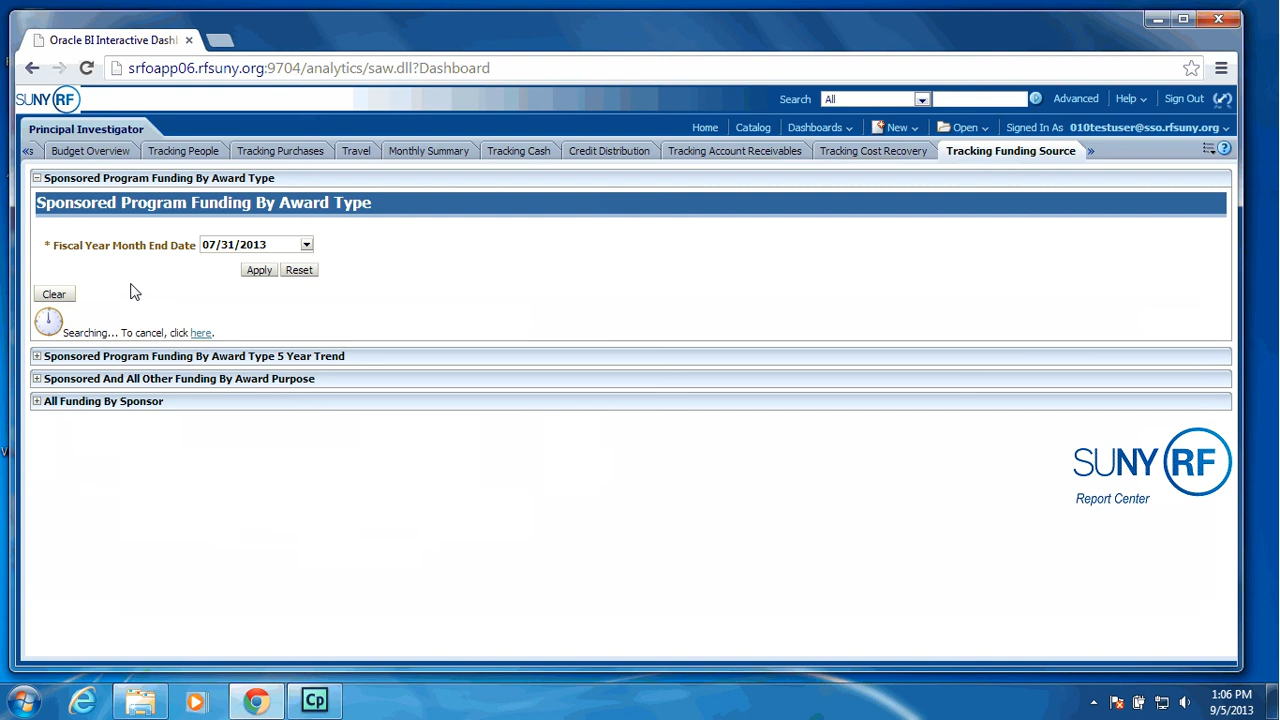 Oracle BI Interactive Dashl
srfoapp06.rfsuny.org:9704/analytics/saw.dll?Dashboard
SUNY RF Search All Advanced Help Sign Out
Principal Investigator Home Catalog Dashboards New Open Signed In As 010testuser@sso.rfsuny.org
Budget Overview Tracking People Tracking Purchases Travel Monthly Summary Tracking Cash Credit Distribution Tracking Account Receivables Tracking Cost Recovery Tracking Funding Source
Sponsored Program Funding By Award Type
Sponsored Program Funding By Award Type
* Fiscal Year Month End Date 07/31/2013
Apply Reset
Clear
Searching... To cancel, click here.
Sponsored Program Funding By Award Type 5 Year Trend
Sponsored And All Other Funding By Award Purpose
All Funding By Sponsor
SUNY RF
Report Center
Cp
1:06 PM
9/5/2013